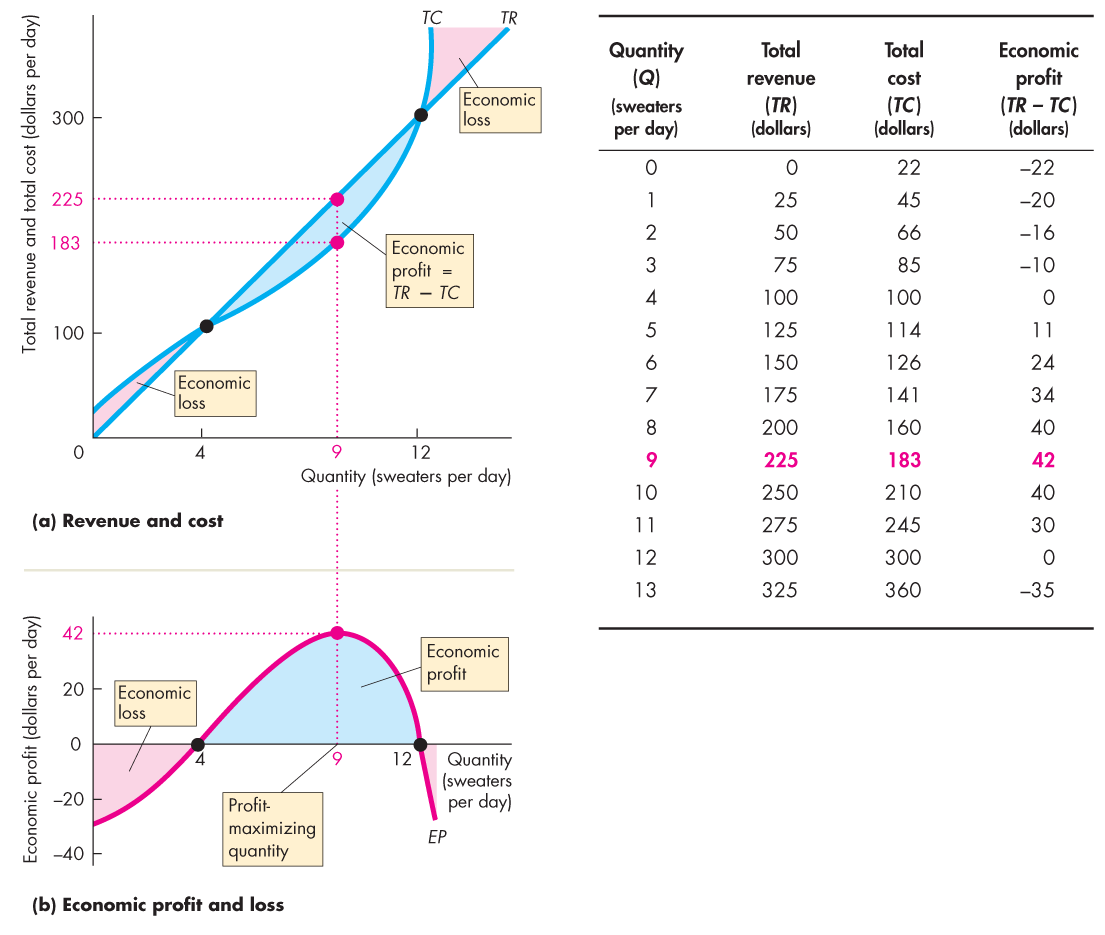 TC
TR
Total revenue and total cost (dollars per day)
300
225
183
100
0
4
9
12
Economic
loss
Economic
profit =
TR – TC
Economic
loss
Quantity (sweaters per day)
(a) Revenue and cost
Economic profit (dollars per day)
42
20
0
–20
–40
Economic
loss
Economic
profit
4
9
12
Quantity
(sweaters
per day)
Profit-
maximizing
quantity
EP
(b) Economic profit and loss
Quantity Total Total Economic
(Q) revenue cost profit
(sweaters (TR) (TC) (TR – TC)
per day) (dollars) (dollars) (dollars)
0 0 22 –22
1 25 45 –20
2 50 66 –16
3 75 85 –10
4 100 100 0
5 125 114 11
6 150 126 24
7 175 141 34
8 200 160 40
9 225 183 42
10 250 210 40
11 275 245 30
12 300 300 0
13 325 360 –35